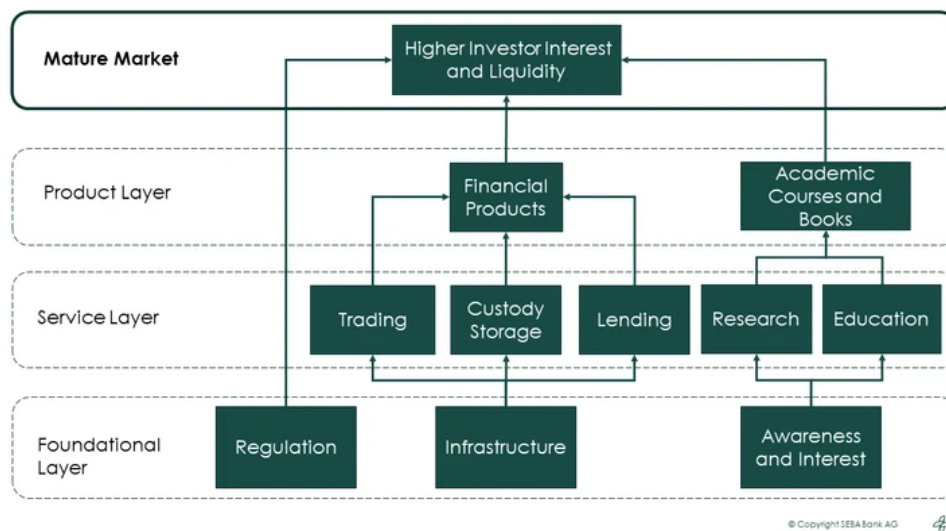 Mature Market
Higher Investor Interest
and Liquidity
Product Layer
Financial
Products
Academic
Courses and
Books
Service Layer
Trading
Custody
Storage
Lending
Research
Education
Foundational
Layer
Regulation
Infrastructure
Awareness
and Interest
© Copyright SEBA Bank AG